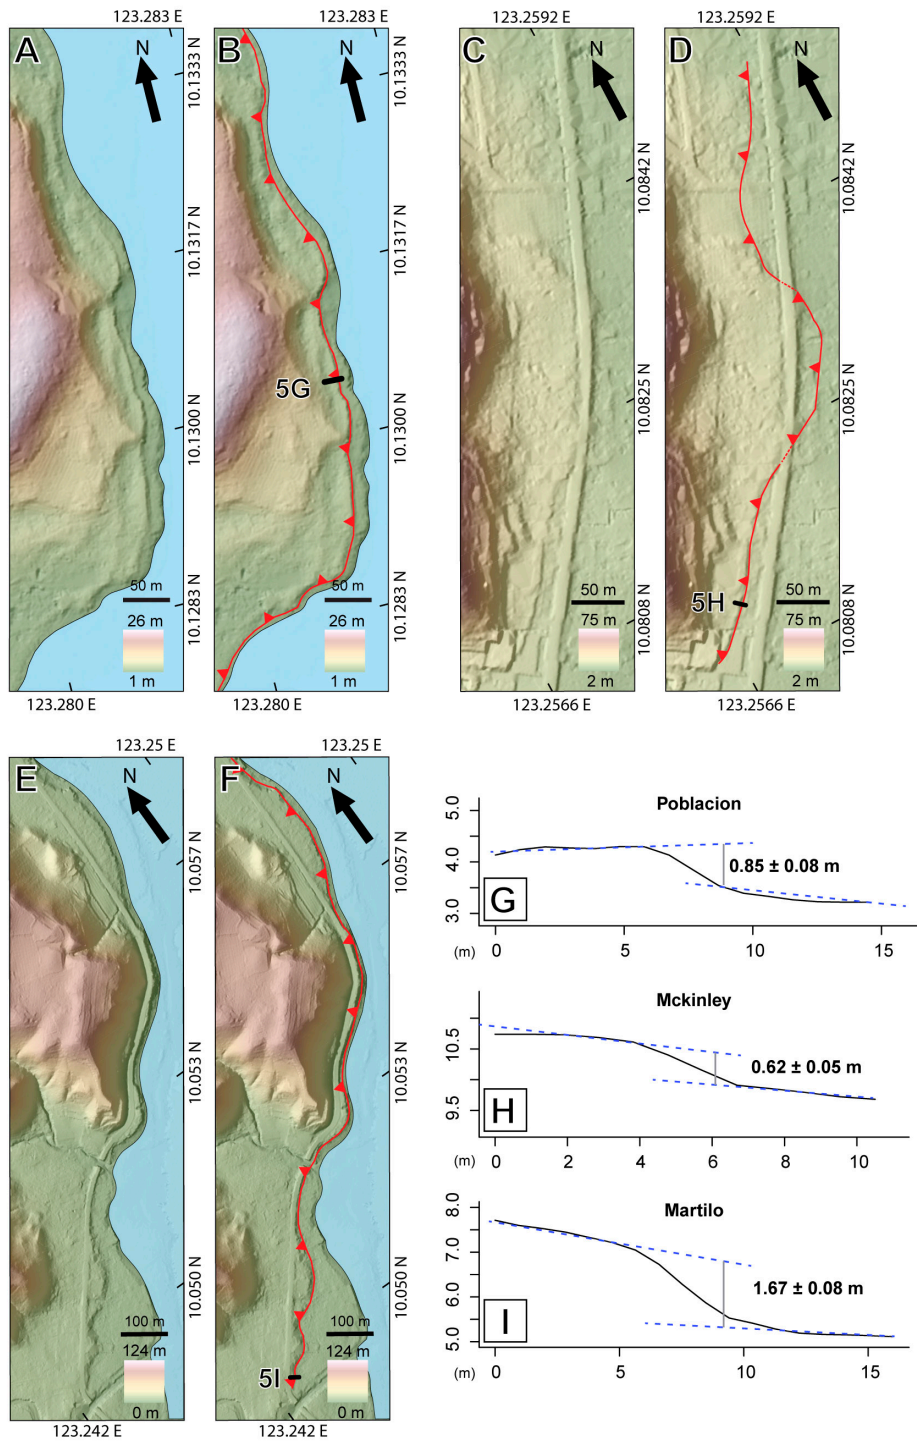 123.283 E
123.283 E
123.2592 E
123.2592 E
A
N
B
N
C
N
D
N
10.1333 N
10.1333 N
10.0842 N
10.0842 N
10.1317 N
10.1317 N
5G
10.1300 N
10.1300 N
10.0825 N
10.0825 N
50 m
50 m
50 m
50 m
5H
26 m
26 m
75 m
75 m
10.1283 N
10.1283 N
10.0808 N
10.0808 N
1 m
1 m
2 m
2 m
123.280 E
123.280 E
123.2566 E
123.2566 E
123.25 E
123.25 E
E
N
F
N
10.057 N
10.057 N
10.053 N
10.053 N
10.050 N
10.050 N
100 m
100 m
124 m
124 m
5I
0 m
0 m
123.242 E
123.242 E
Poblacion
5.0
4.0
3.0
0.85 ± 0.08 m
G
(m) 0 5 10 15
Mckinley
10.5
9.5
0.62 ± 0.05 m
H
(m) 0 2 4 6 8 10
Martilo
8.0
7.0
6.0
5.0
1.67 ± 0.08 m
I
(m) 0 5 10 15